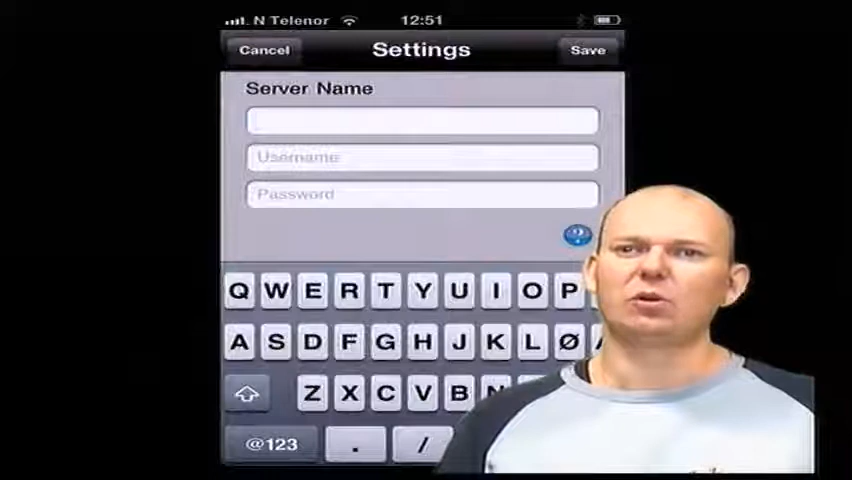 N Telenor 12:51
Cancel Settings Save
Server Name
Username
Password
Q W E R T Y U I O P
A S D F G H J K L Ø
Z X C V B N
@123 . /